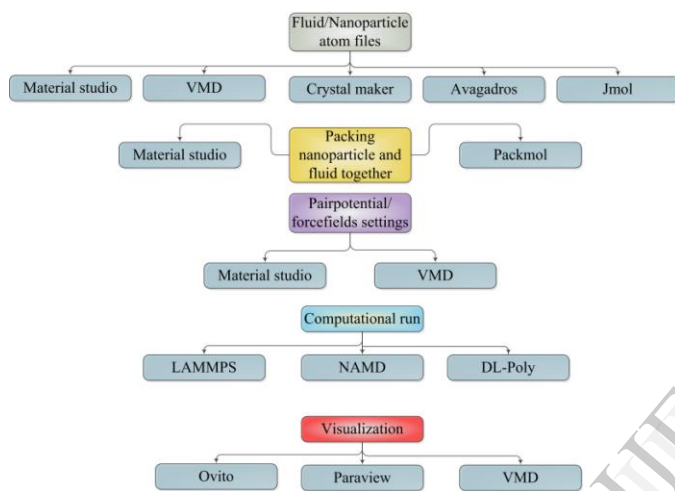 Fluid/Nanoparticle
atom files
Material studio
VMD
Crystal maker
Avagadros
Jmol
Packing
nanoparticle and
fluid together
Material studio
Packmol
Pairpotential/
forcefields settings
Material studio
VMD
Computational run
LAMMPS
NAMD
DL-Poly
Visualization
Ovito
Paraview
VMD